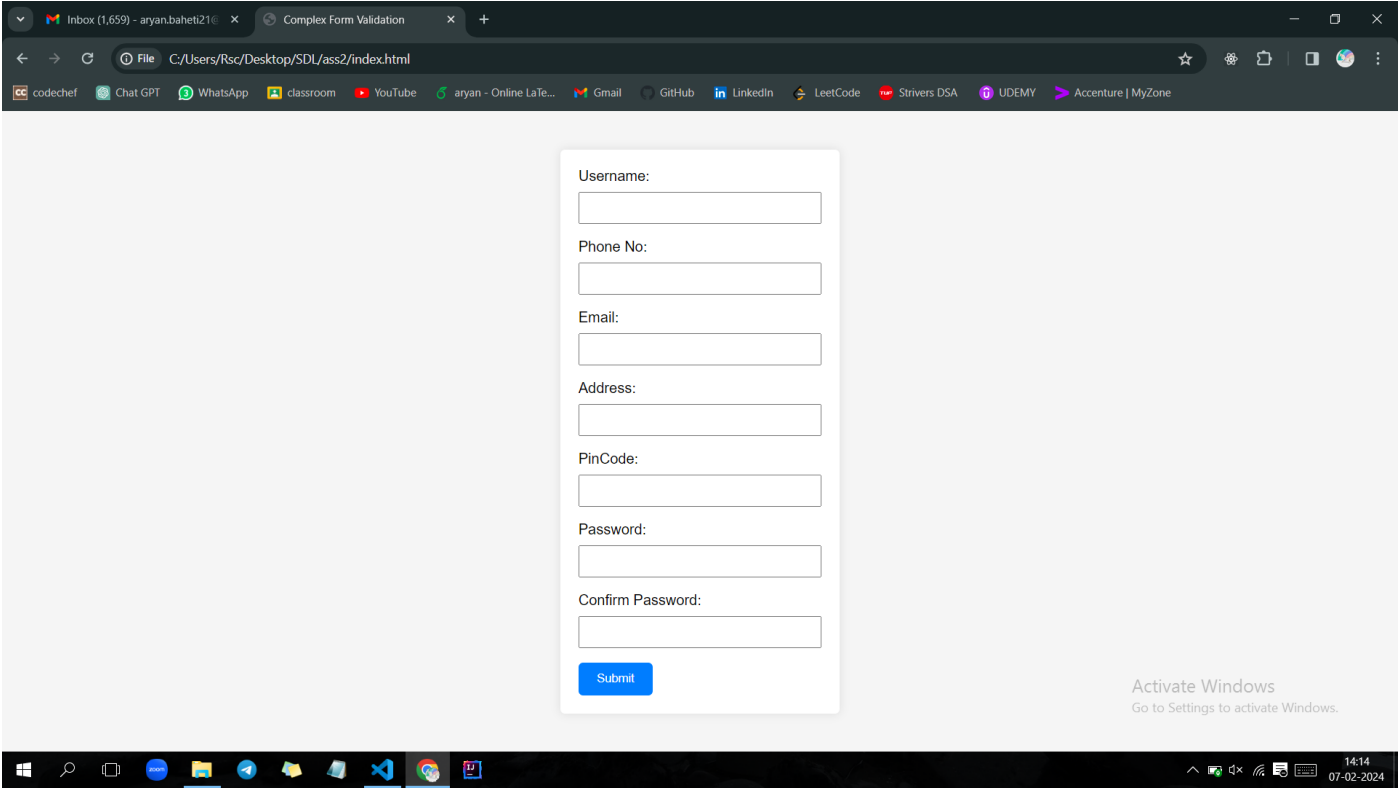 Inbox (1,659) - aryan.baheti21@
Complex Form Validation
File C:/Users/Rsc/Desktop/SDL/ass2/index.html
codechef Chat GPT WhatsApp classroom YouTube aryan - Online LaTe... Gmail GitHub LinkedIn LeetCode Strivers DSA UDEMY Accenture | MyZone
Username:
Phone No:
Email:
Address:
PinCode:
Password:
Confirm Password:
Submit
Activate Windows
Go to Settings to activate Windows.
zoom
14:14
07-02-2024